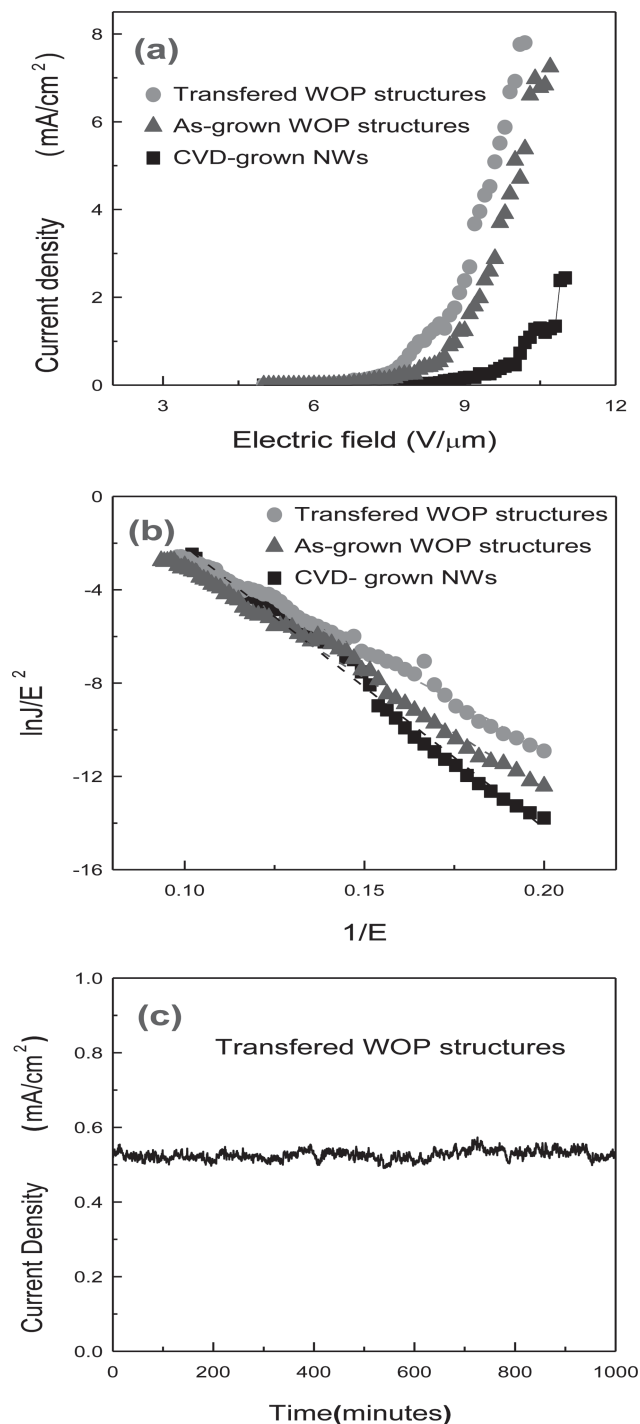 (a)
Transfered WOP structures
As-grown WOP structures
CVD-grown NWs
Current density (mA/cm²)
8
6
4
2
0
3 6 9 12
Electric field (V/μm)
(b)
Transfered WOP structures
As-grown WOP structures
CVD- grown NWs
lnJ/E²
0
-4
-8
-12
-16
0.10 0.15 0.20
1/E
(c)
Transfered WOP structures
Current Density (mA/cm²)
1.0
0.8
0.6
0.4
0.2
0.0
0 200 400 600 800 1000
Time(minutes)